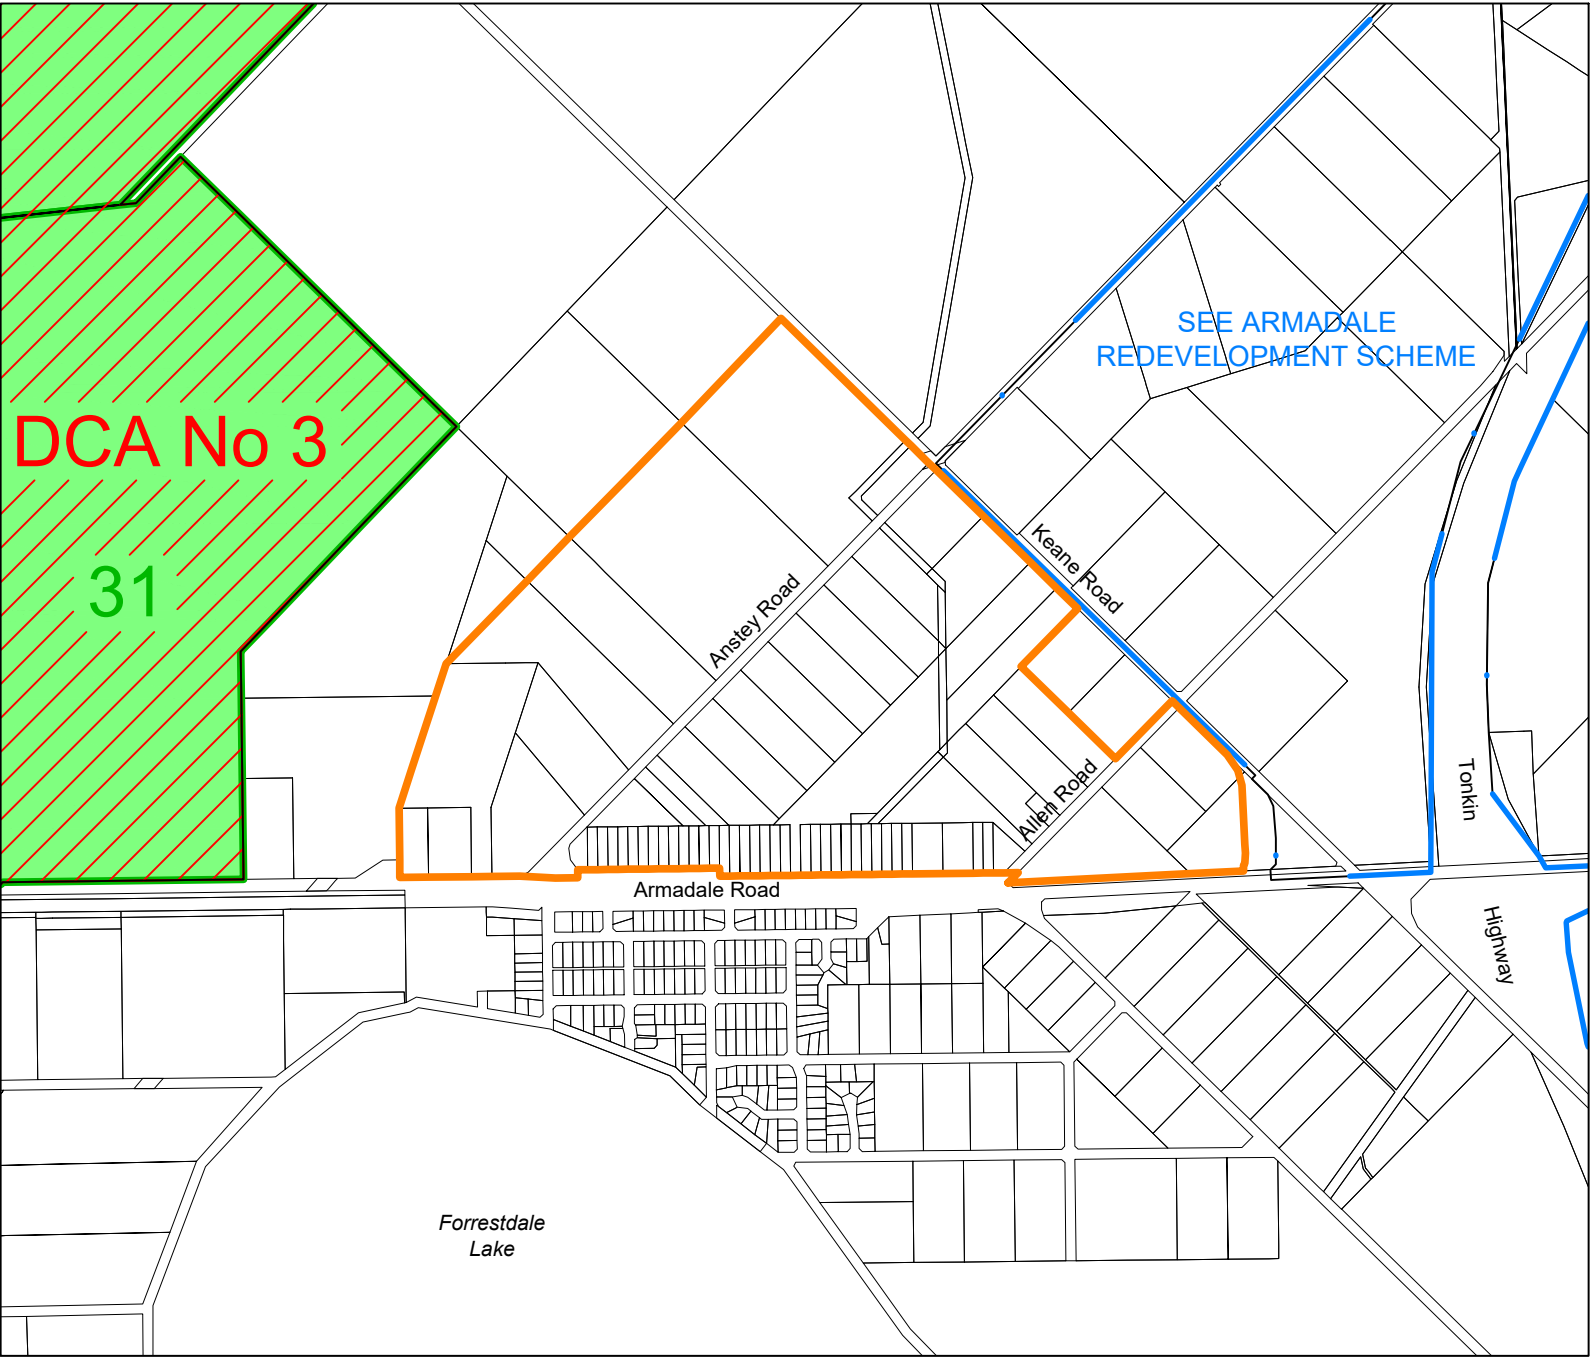 SEE ARMADALE
REDEVELOPMENT SCHEME
DCA No 3
31
Keane Road
Anstey Road
Allen Road
Tonkin
Armadale Road
Highway
Forrestdale
Lake